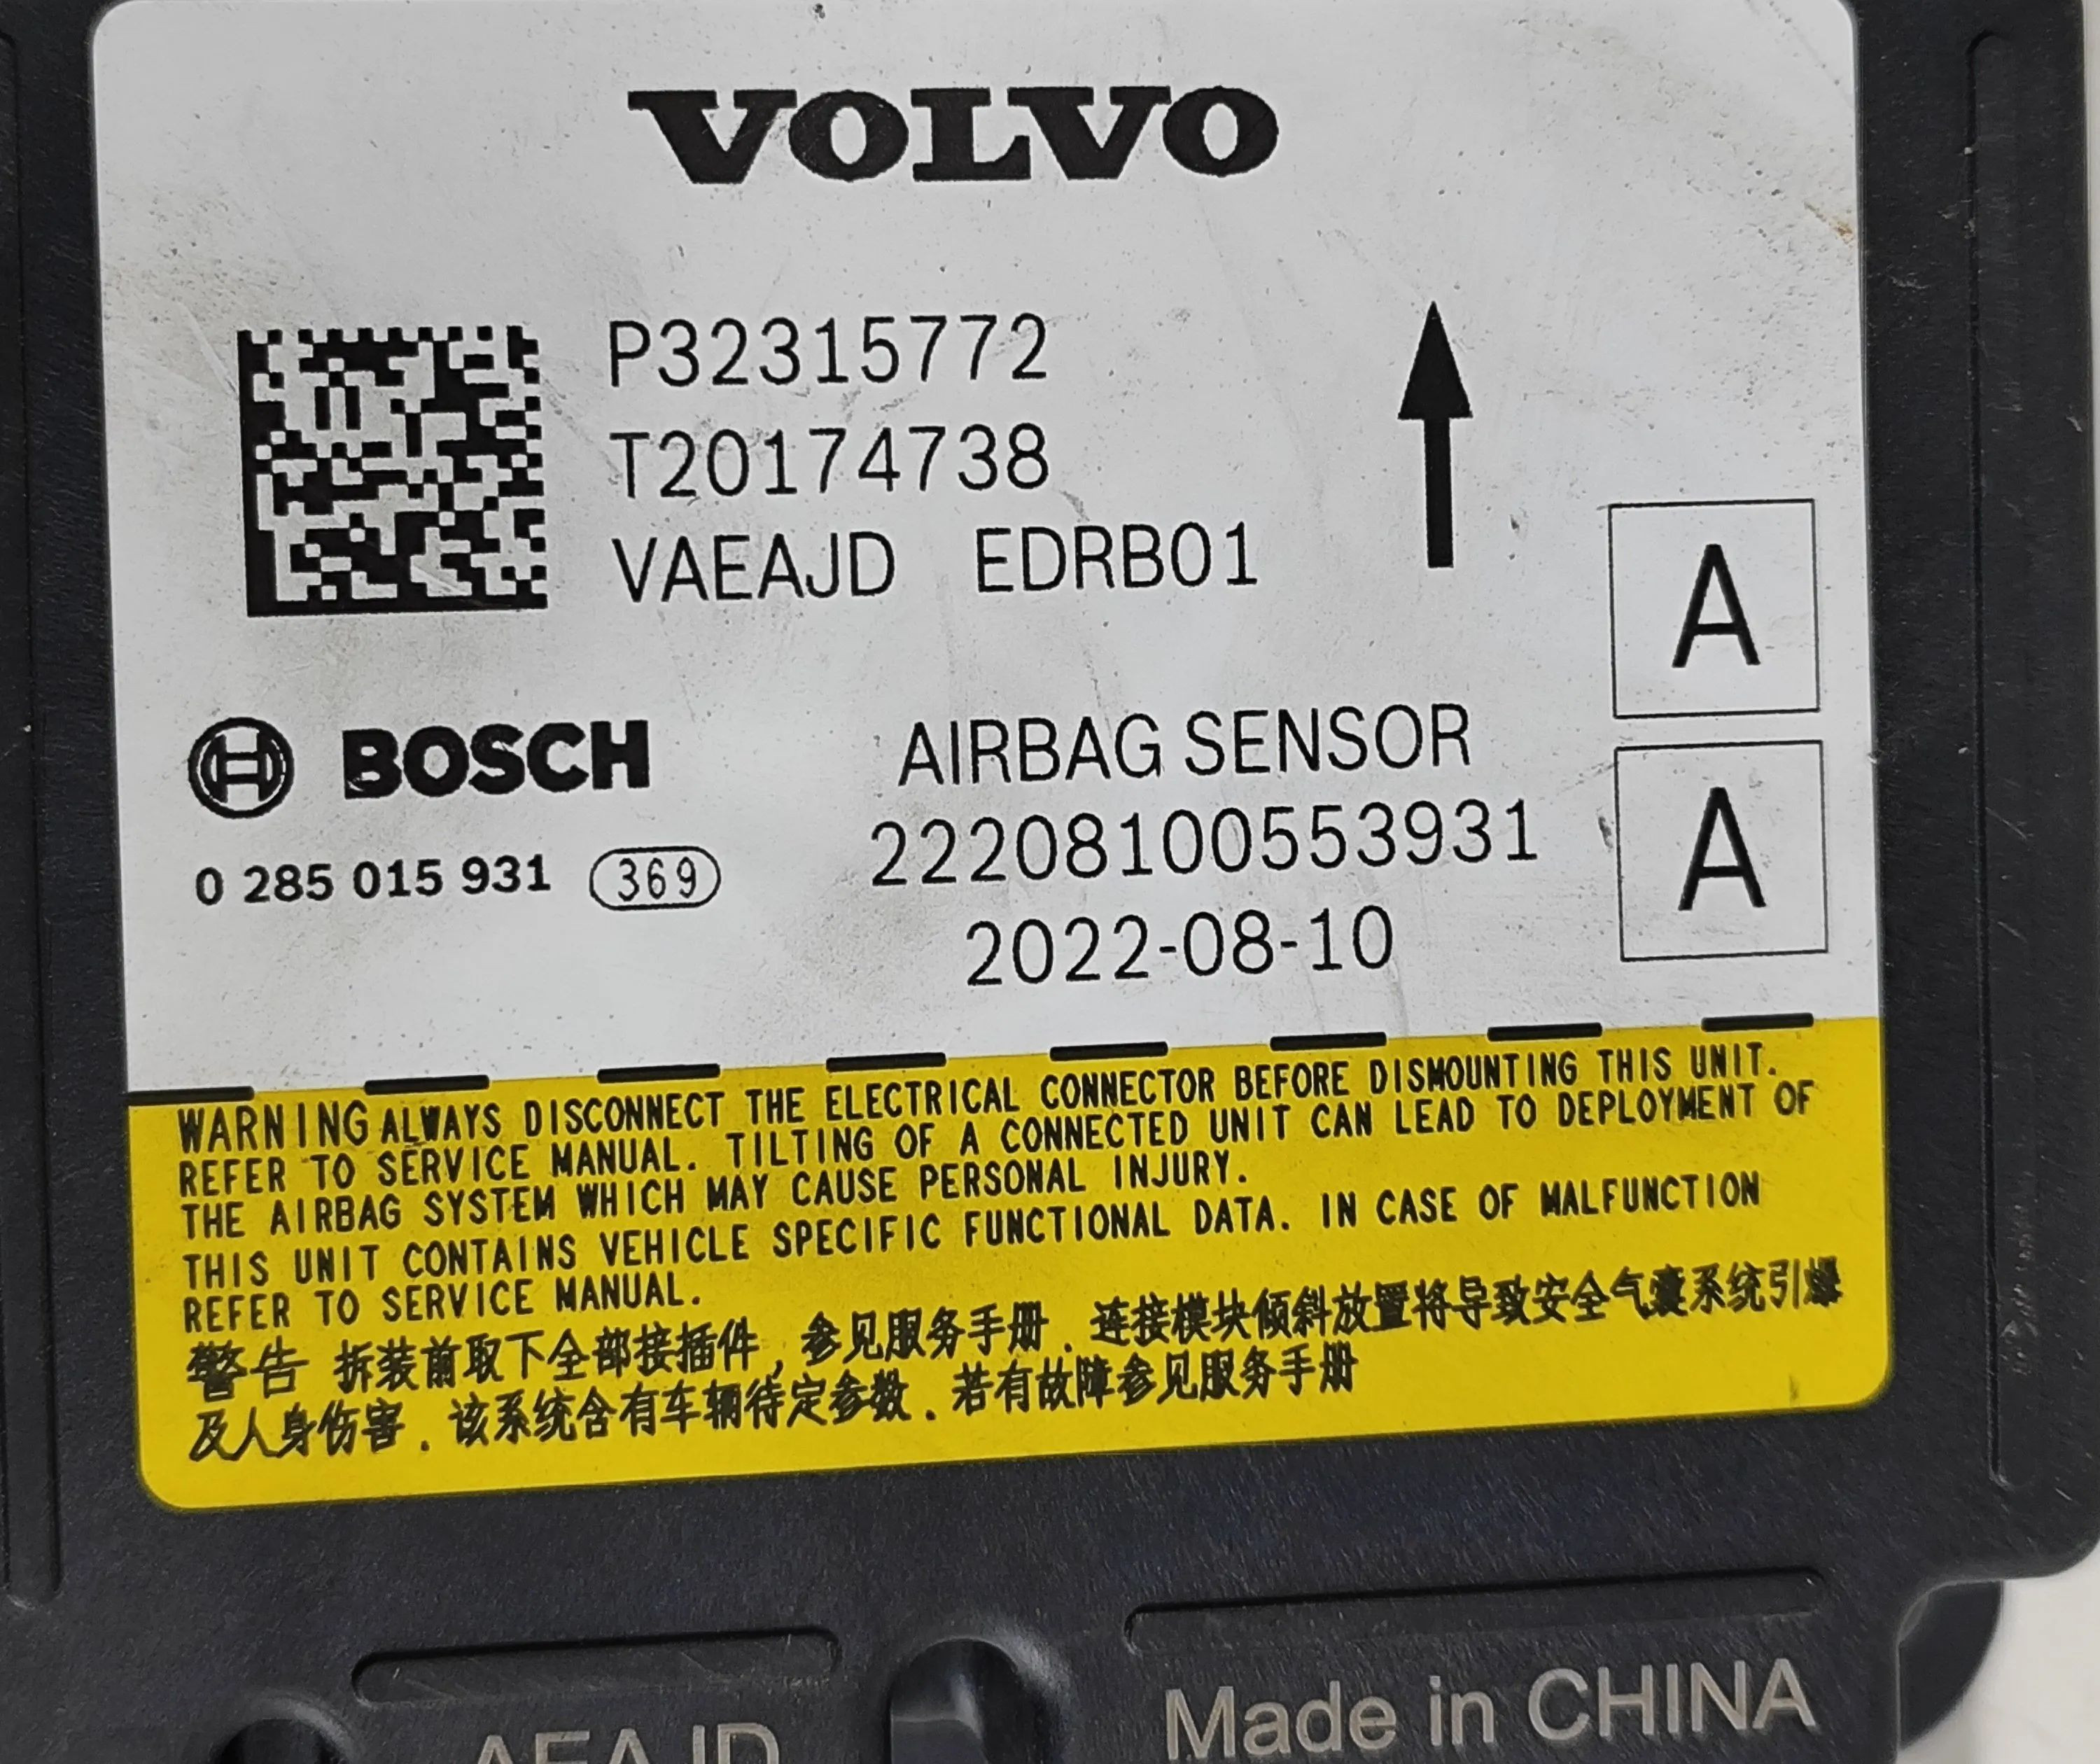 VOLVO
P32315772
T20174738
VAEAJD EDRB01
A
BOSCH
AIRBAG SENSOR
0 285 015 931 369
22208100553931
A
2022-08-10
WARNING ALWAYS DISCONNECT THE ELECTRICAL CONNECTOR BEFORE DISMOUNTING THIS UNIT.
REFER TO SERVICE MANUAL. TILTING OF A CONNECTED UNIT CAN LEAD TO DEPLOYMENT OF
THE AIRBAG SYSTEM WHICH MAY CAUSE PERSONAL INJURY.
THIS UNIT CONTAINS VEHICLE SPECIFIC FUNCTIONAL DATA. IN CASE OF MALFUNCTION
REFER TO SERVICE MANUAL.
警告 拆装前取下全部接插件，参见服务手册．连接模块倾斜放置将导致安全气囊系统引爆
及人身伤害．该系统含有车辆待定参数．若有故障参见服务手册
AEAJD
Made in CHINA